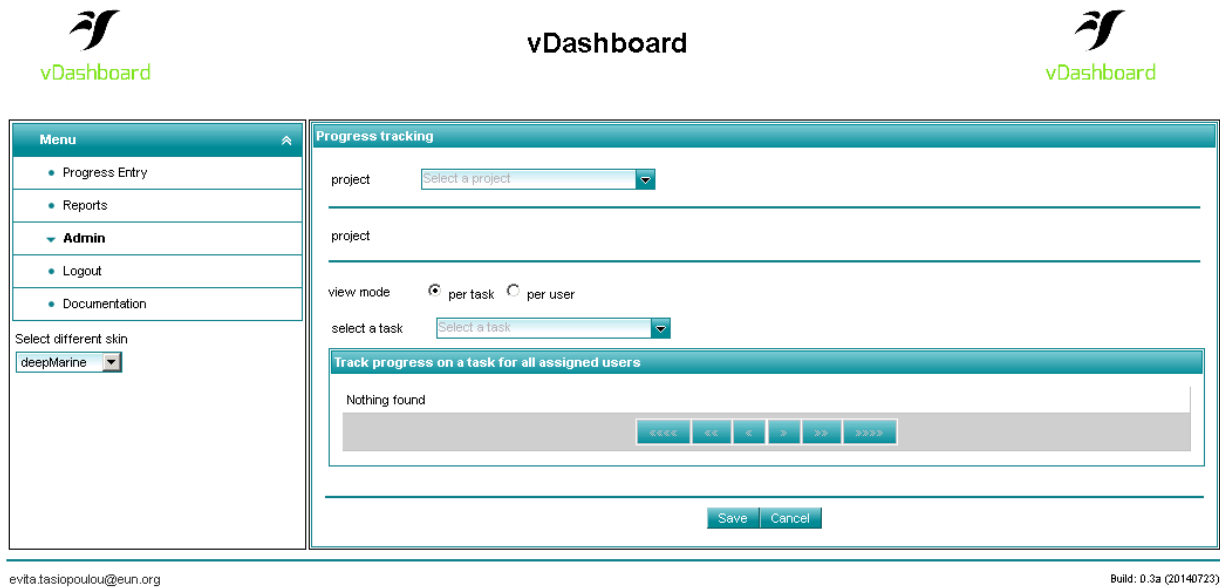 vDashboard
vDashboard
vDashboard
Menu
Progress Entry
Reports
Admin
Logout
Documentation
Select different skin
deepMarine
Progress tracking
project Select a project
project
view mode per task per user
select a task Select a task
Track progress on a task for all assigned users
Nothing found
«« «« « » »» »»»»
Save Cancel
evita.tasiopoulou@eun.org
Build: 0.3a (20140723)